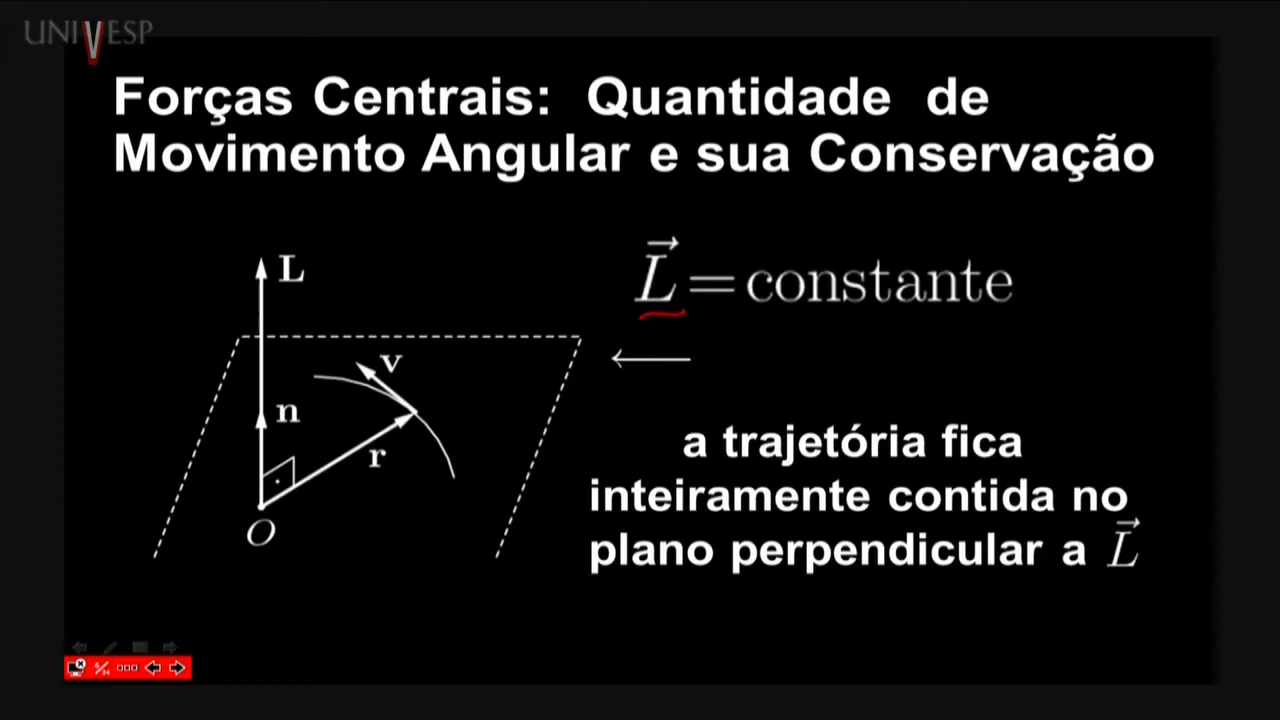 UNIVESP
Forças Centrais: Quantidade de
Movimento Angular e sua Conservação
L
v
n
r
O
L⃗ = constante
←
a trajetória fica
inteiramente contida no
plano perpendicular a L⃗